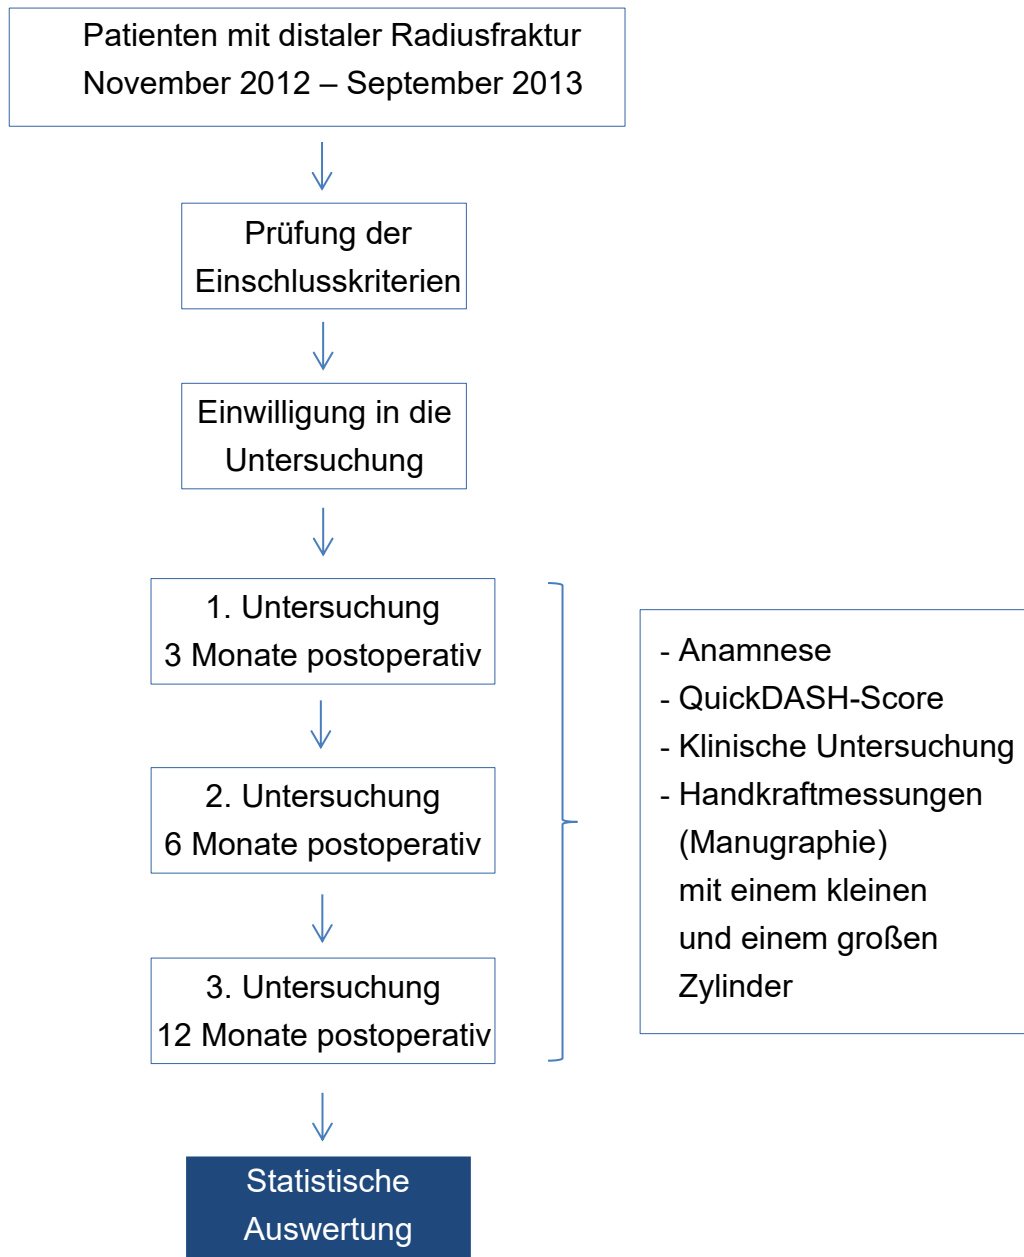 Patienten mit distaler Radiusfraktur
November 2012 – September 2013
Prüfung der
Einschlusskriterien
Einwilligung in die
Untersuchung
1. Untersuchung
3 Monate postoperativ
2. Untersuchung
6 Monate postoperativ
3. Untersuchung
12 Monate postoperativ
- Anamnese
- QuickDASH-Score
- Klinische Untersuchung
- Handkraftmessungen
(Manugraphie)
mit einem kleinen
und einem großen
Zylinder
Statistische
Auswertung